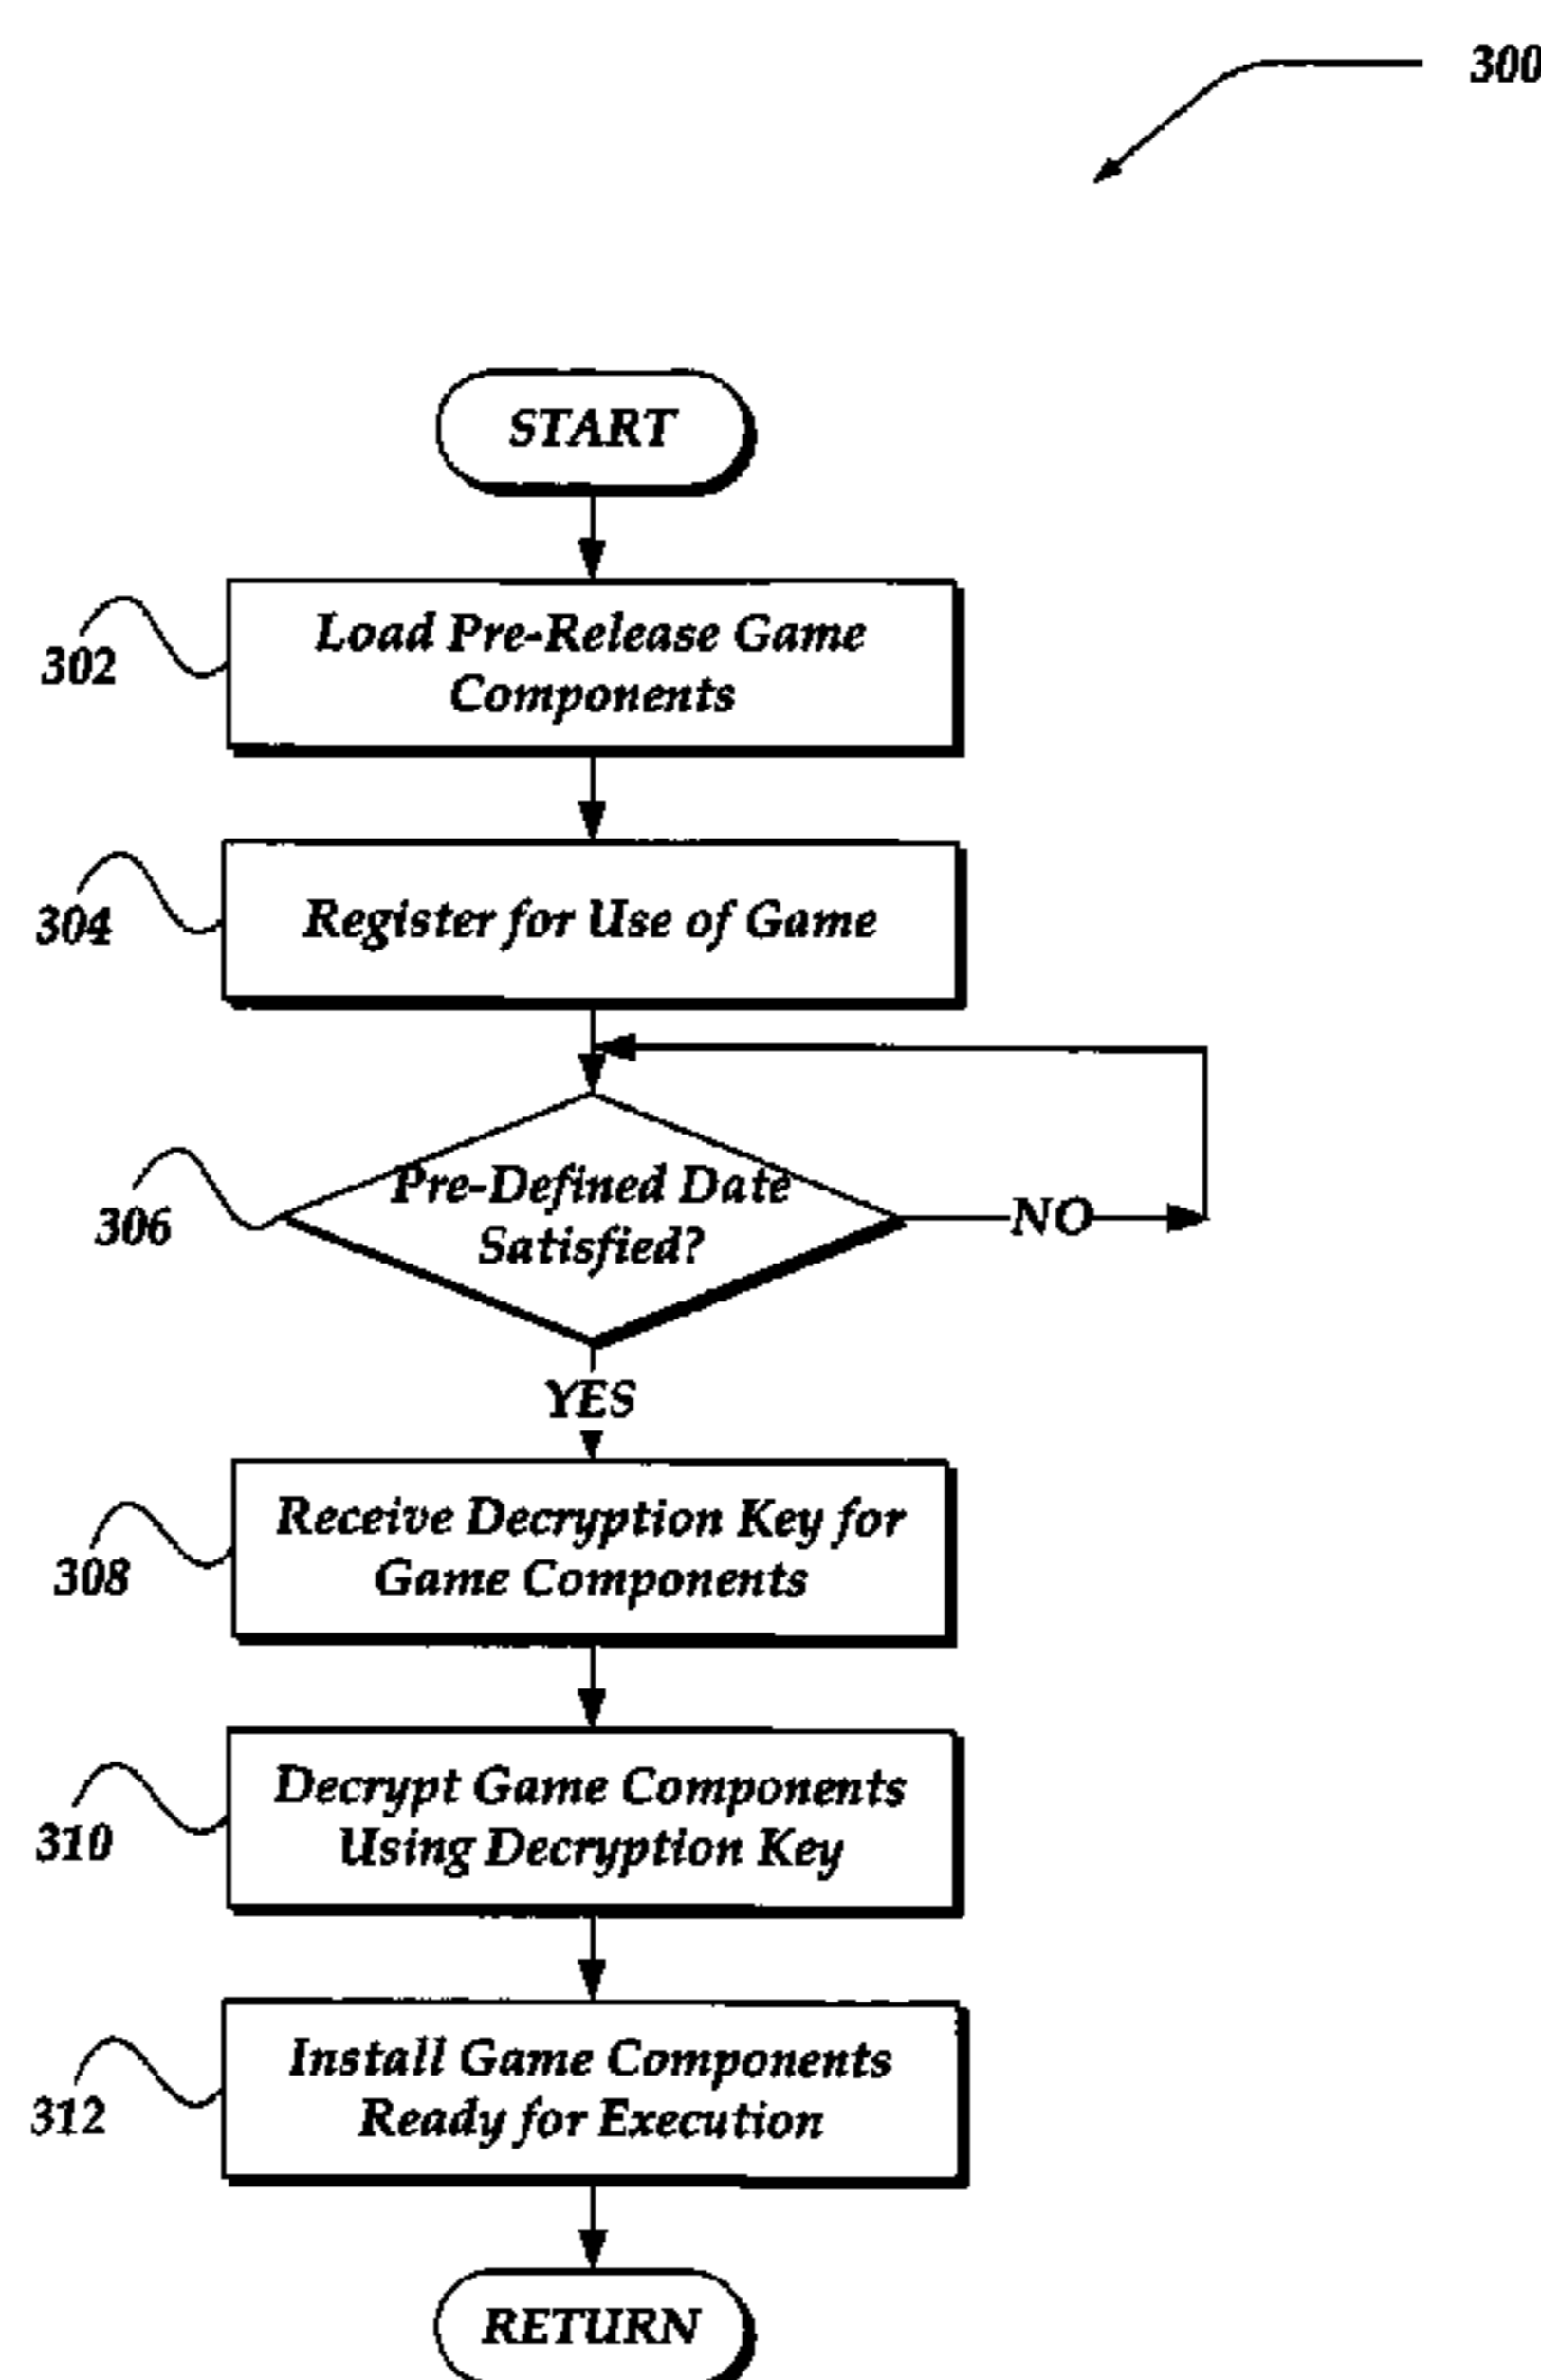 300
START
302
Load Pre-Release Game
Components
304
Register for Use of Game
306
Pre-Defined Date
Satisfied?
NO
YES
308
Receive Decryption Key for
Game Components
310
Decrypt Game Components
Using Decryption Key
312
Install Game Components
Ready for Execution
RETURN